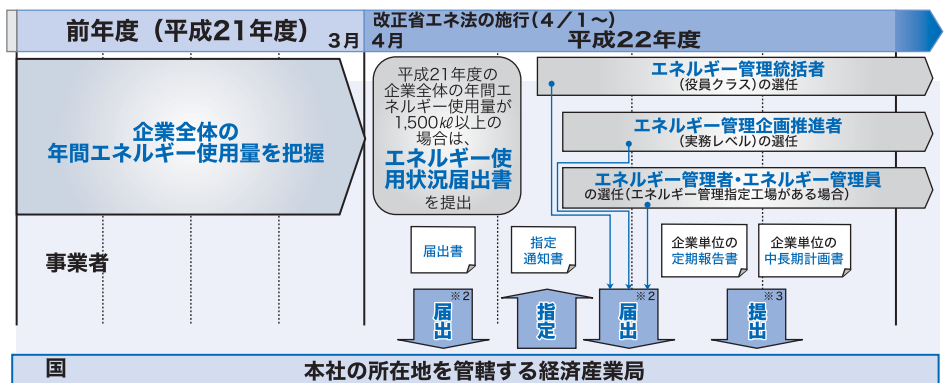 前年度（平成21年度）
3月
改正省エネ法の施行（4／1～）
4月
平成22年度
企業全体の
年間エネルギー使用量を把握
平成21年度の
企業全体の年間エ
ネルギー使用量が
1,500㎘以上の
場合は、
エネルギー使
用状況届出書
を提出
エネルギー管理統括者
（役員クラス）の選任
エネルギー管理企画推進者
（実務レベル）の選任
エネルギー管理者・エネルギー管理員
の選任（エネルギー管理指定工場がある場合）
事業者
届出書
指定
通知書
企業単位の
定期報告書
企業単位の
中長期計画書
※2
届出
指定
※2
届出
※3
提出
国
本社の所在地を管轄する経済産業局